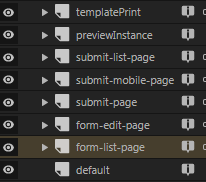 templatePrint
previewInstance
submit-list-page
submit-mobile-page
submit-page
form-edit-page
form-list-page
default